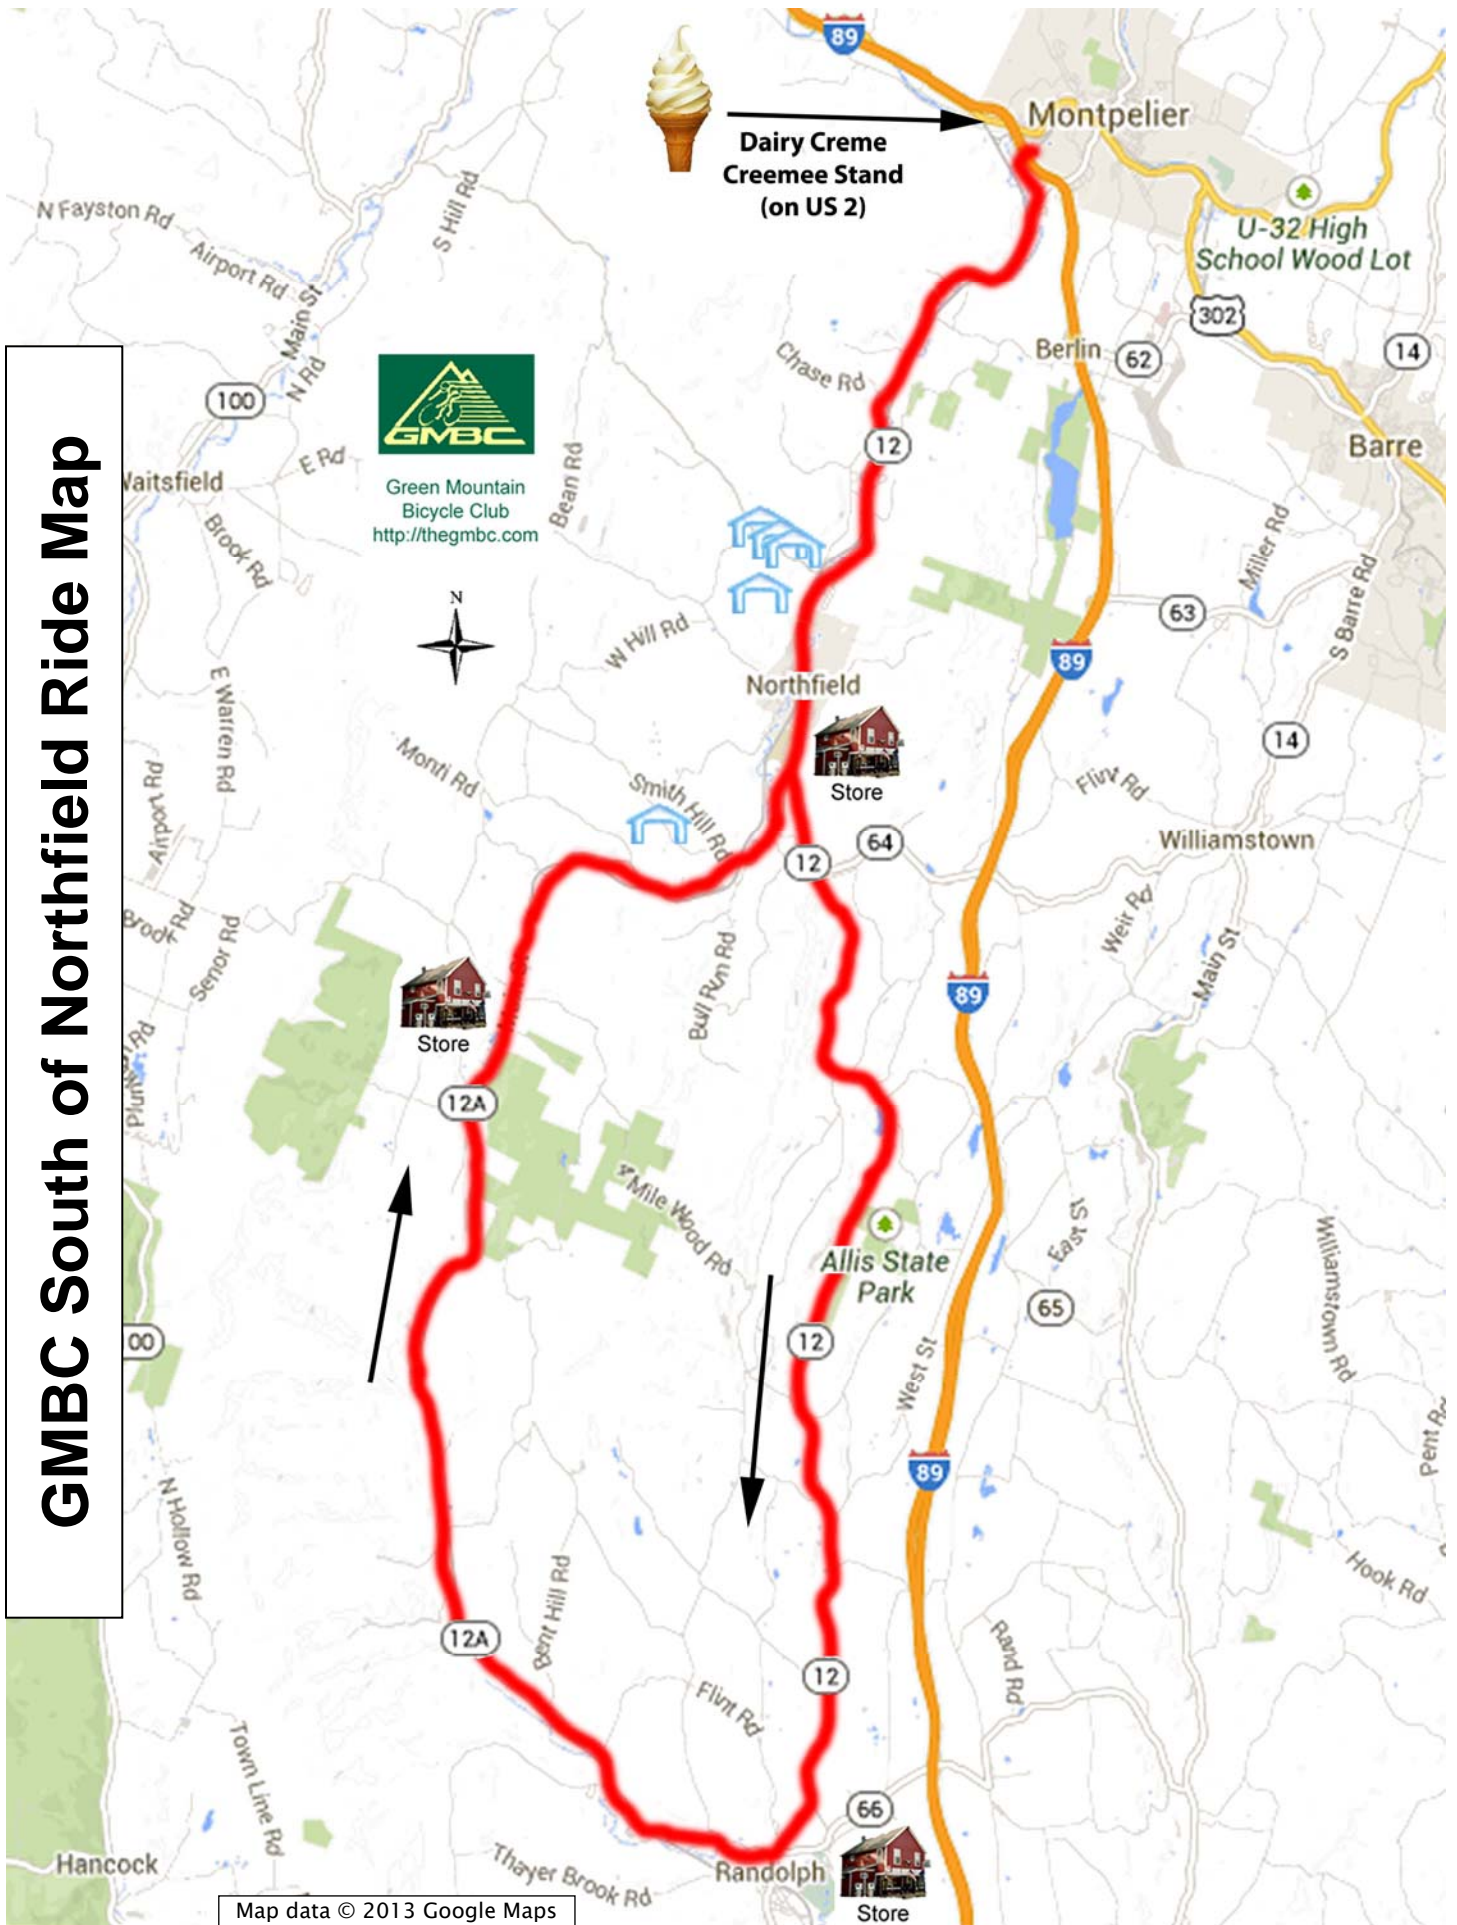 GMBC South of Northfield Ride Map
89
Montpelier
Dairy Creme
Creemee Stand
(on US 2)
N Fayston Rd
S Hill Rd
Airport Rd
Main St
N Rd
U-32 High
School Wood Lot
302
Berlin
62
14
Chase Rd
100
GMBC
Green Mountain
Bicycle Club
http://thegmbc.com
12
Barre
E Rd
Waitsfield
Bean Rd
Brook Rd
Miller Rd
S Barre Rd
63
N
W Hill Rd
89
Northfield
E Warren Rd
Store
14
Monti Rd
Smith Hill Rd
Flint Rd
Airport Rd
Williamstown
64
12
Weir Rd
Senor Rd
Bull Run Rd
Main St
89
Store
12A
Mile Wood Rd
East St
Allis State
Park
Williamstown Rd
65
12
00
West St
Pent Rd
89
N Hollow Rd
Hook Rd
Bent Hill Rd
12A
Rand Rd
12
Flint Rd
Town Line Rd
66
Hancock
Thayer Brook Rd
Randolph
Store
Map data © 2013 Google Maps